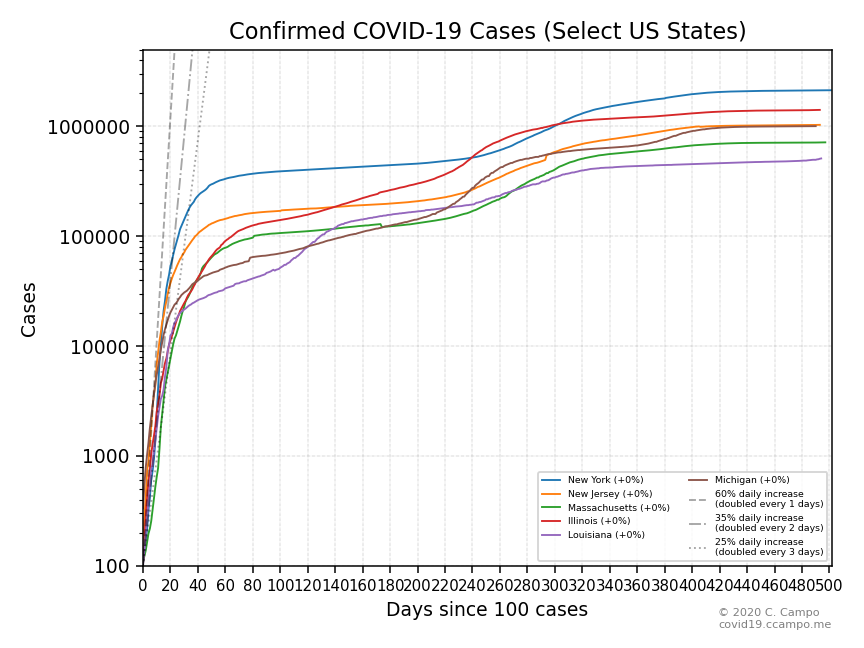 Confirmed COVID-19 Cases (Select US States)
1000000
100000
10000
1000
100
Cases
0 20 40 60 80 100 120 140 160 180 200 220 240 260 280 300 320 340 360 380 400 420 440 460 480 500
Days since 100 cases
New York (+0%)
New Jersey (+0%)
Massachusetts (+0%)
Illinois (+0%)
Louisiana (+0%)
Michigan (+0%)
60% daily increase
(doubled every 1 days)
35% daily increase
(doubled every 2 days)
25% daily increase
(doubled every 3 days)
© 2020 C. Campo
covid19.ccampo.me